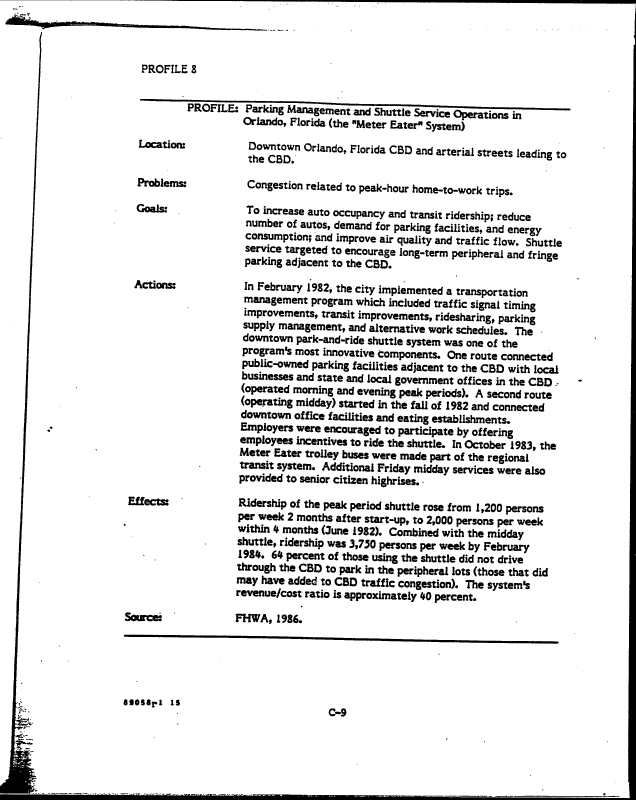 PROFILE 8
PROFILE: Parking Management and Shuttle Service Operations in
Orlando, Florida (the "Meter Eater" System)
Location: Downtown Orlando, Florida CBD and arterial streets leading to
the CBD.
Problems: Congestion related to peak-hour home-to-work trips.
Goals: To increase auto occupancy and transit ridership; reduce
number of autos, demand for parking facilities, and energy
consumption; and improve air quality and traffic flow. Shuttle
service targeted to encourage long-term peripheral and fringe
parking adjacent to the CBD.
Actions: In February 1982, the city implemented a transportation
management program which included traffic signal timing
improvements, transit improvements, ridesharing, parking
supply management, and alternative work schedules. The
downtown park-and-ride shuttle system was one of the
program's most innovative components. One route connected
public-owned parking facilities adjacent to the CBD with local
businesses and state and local government offices in the CBD
(operated morning and evening peak periods). A second route
(operating midday) started in the fall of 1982 and connected
downtown office facilities and eating establishments.
Employers were encouraged to participate by offering
employees incentives to ride the shuttle. In October 1983, the
Meter Eater trolley buses were made part of the regional
transit system. Additional Friday midday services were also
provided to senior citizen highrises.
Effects: Ridership of the peak period shuttle rose from 1,200 persons
per week 2 months after start-up, to 2,000 persons per week
within 4 months (June 1982). Combined with the midday
shuttle, ridership was 3,750 persons per week by February
1984. 64 percent of those using the shuttle did not drive
through the CBD to park in the peripheral lots (those that did
may have added to CBD traffic congestion). The system's
revenue/cost ratio is approximately 40 percent.
Source: FHWA, 1986.
89058r1 15
C-9